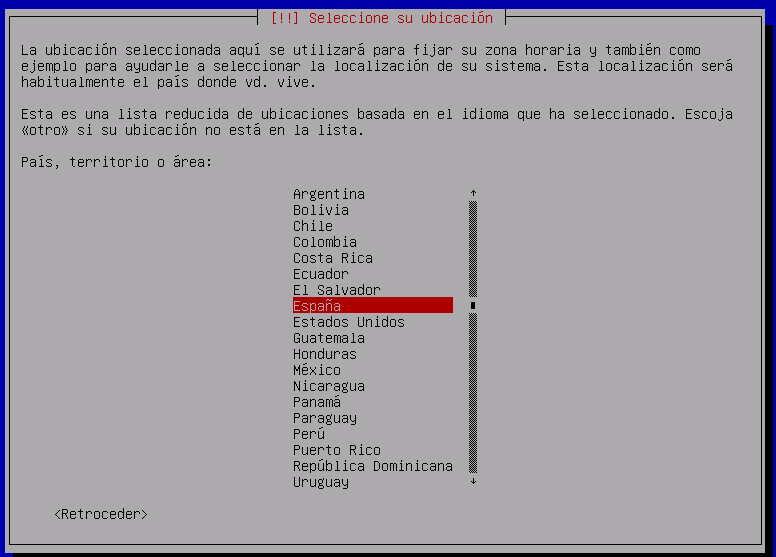 [!!] Seleccione su ubicación
La ubicación seleccionada aquí se utilizará para fijar su zona horaria y también como
ejemplo para ayudarle a seleccionar la localización de su sistema. Esta localización será
habitualmente el país donde vd. vive.
Esta es una lista reducida de ubicaciones basada en el idioma que ha seleccionado. Escoja
«otro» si su ubicación no está en la lista.
País, territorio o área:
Argentina
Bolivia
Chile
Colombia
Costa Rica
Ecuador
El Salvador
España
Estados Unidos
Guatemala
Honduras
México
Nicaragua
Panamá
Paraguay
Perú
Puerto Rico
República Dominicana
Uruguay
<Retroceder>